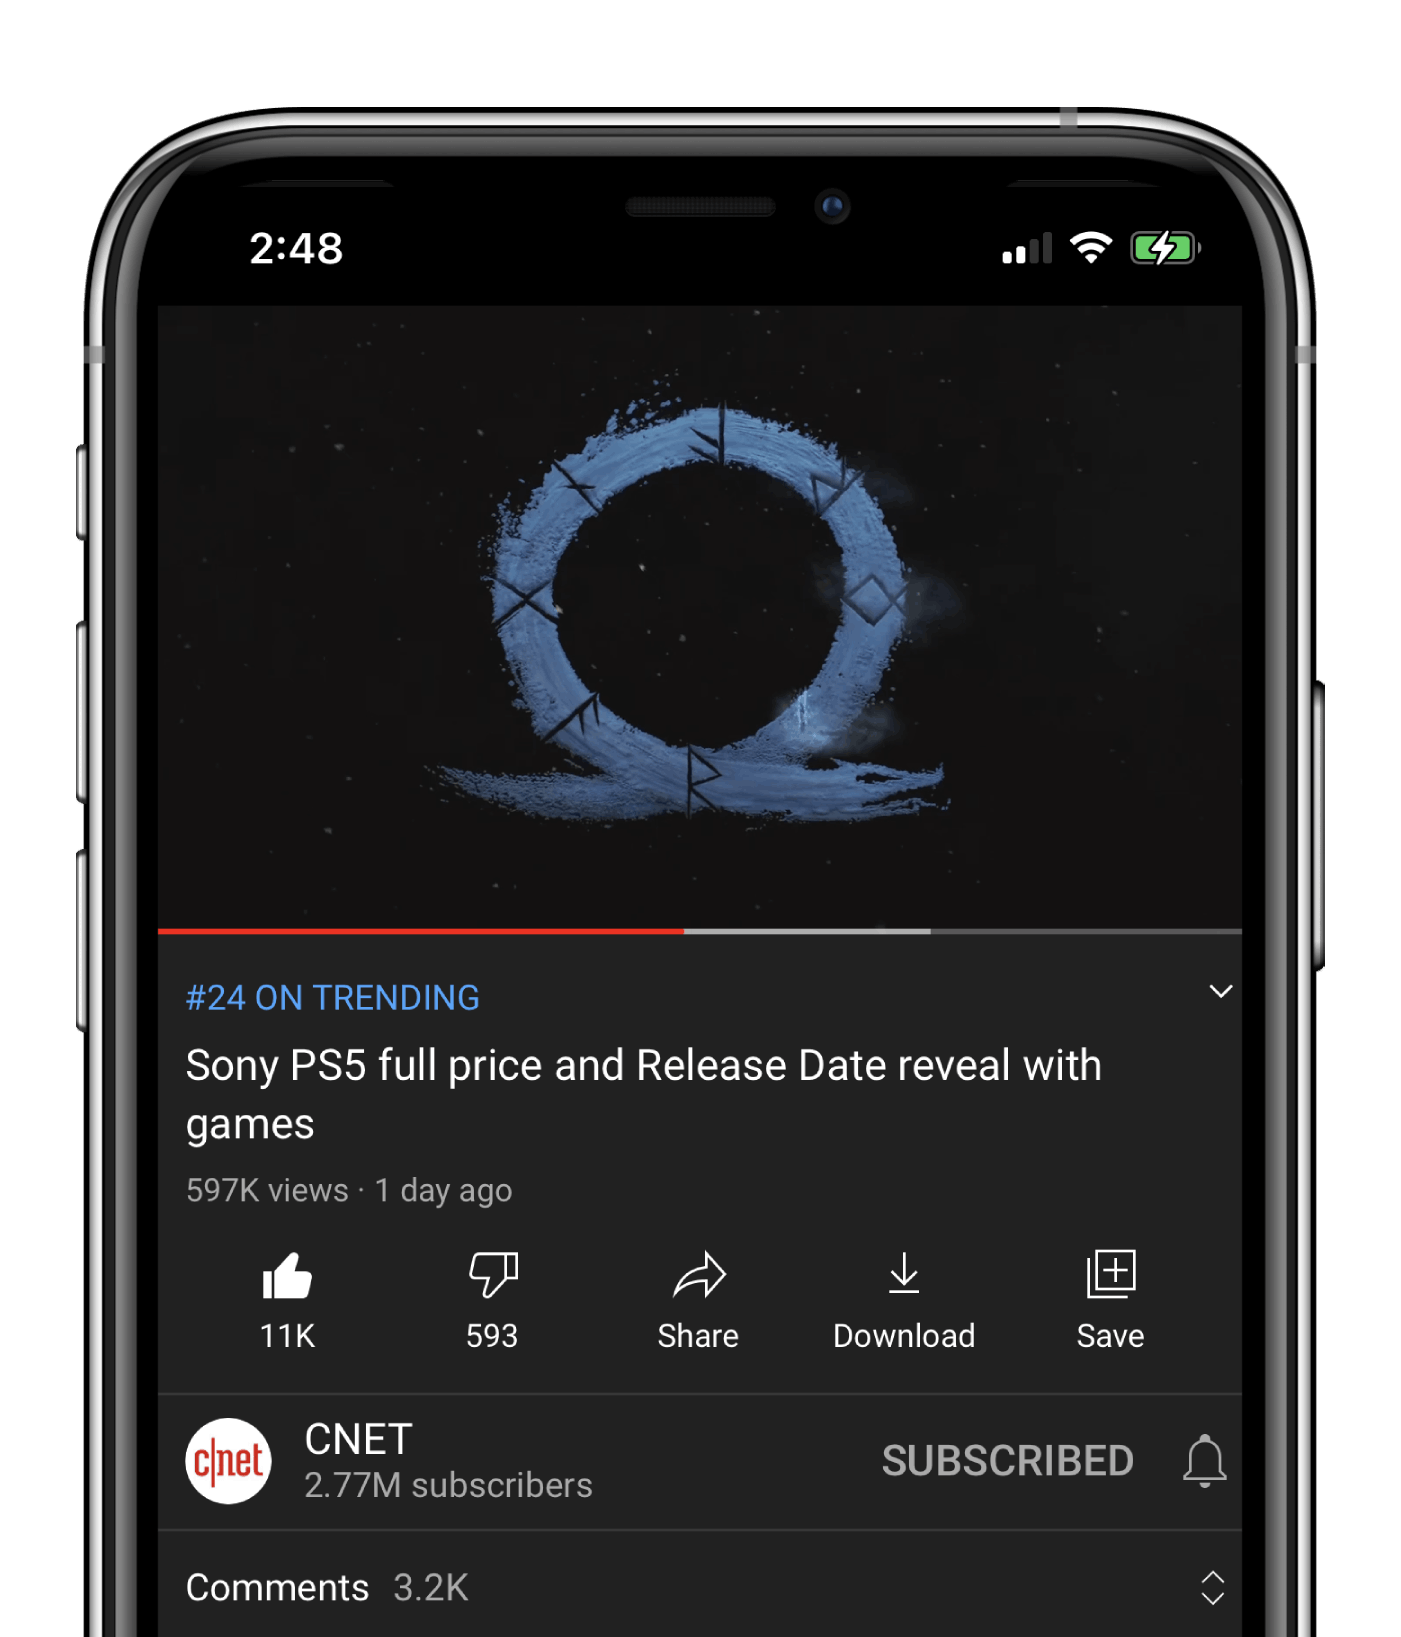 2:48
#24 ON TRENDING
Sony PS5 full price and Release Date reveal with
games
597K views · 1 day ago
11K
593
Share
Download
Save
cnet
CNET
2.77M subscribers
SUBSCRIBED
Comments 3.2K